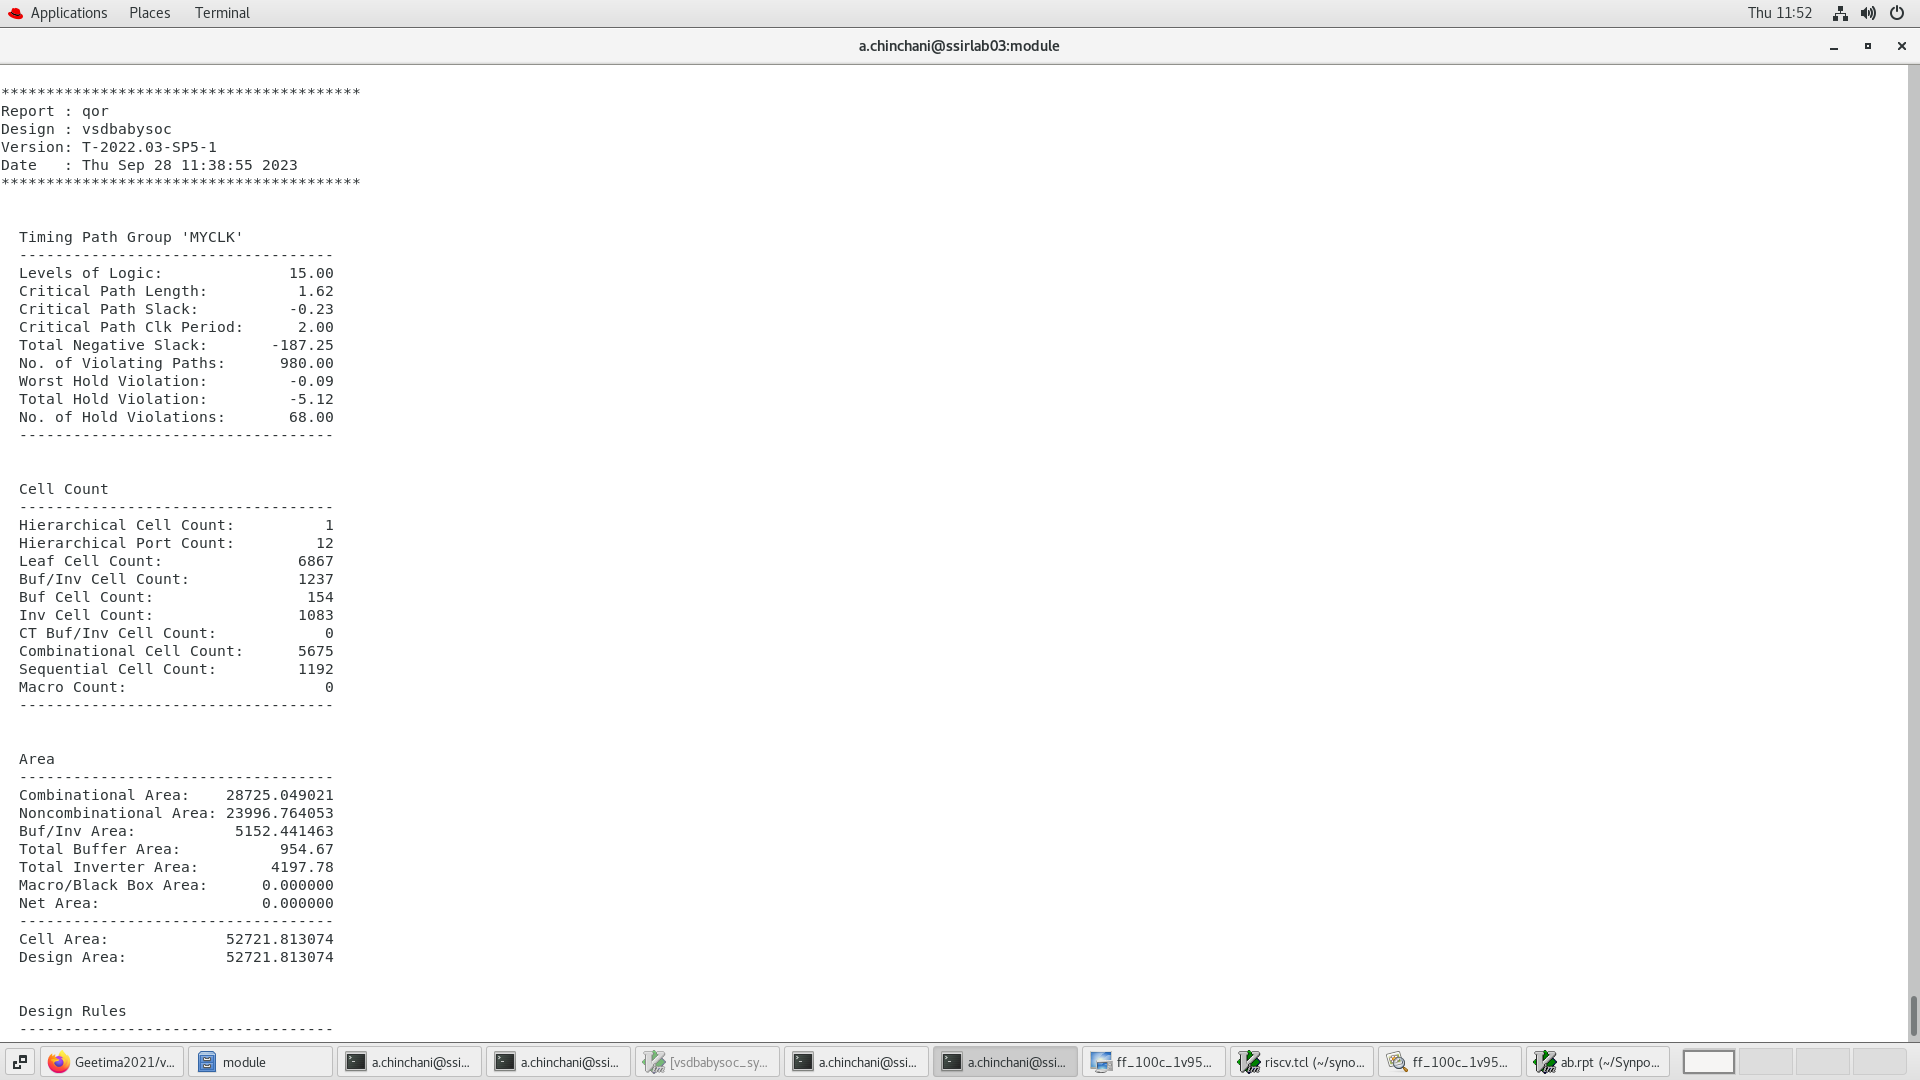 Applications Places Terminal Thu 11:52
a.chinchani@ssirlab03:module
****************************************
Report : qor
Design : vsdbabysoc
Version: T-2022.03-SP5-1
Date   : Thu Sep 28 11:38:55 2023
****************************************
Timing Path Group 'MYCLK'
-----------------------------------
Levels of Logic: 15.00
Critical Path Length: 1.62
Critical Path Slack: -0.23
Critical Path Clk Period: 2.00
Total Negative Slack: -187.25
No. of Violating Paths: 980.00
Worst Hold Violation: -0.09
Total Hold Violation: -5.12
No. of Hold Violations: 68.00
-----------------------------------
Cell Count
-----------------------------------
Hierarchical Cell Count: 1
Hierarchical Port Count: 12
Leaf Cell Count: 6867
Buf/Inv Cell Count: 1237
Buf Cell Count: 154
Inv Cell Count: 1083
CT Buf/Inv Cell Count: 0
Combinational Cell Count: 5675
Sequential Cell Count: 1192
Macro Count: 0
-----------------------------------
Area
-----------------------------------
Combinational Area: 28725.049021
Noncombinational Area: 23996.764053
Buf/Inv Area: 5152.441463
Total Buffer Area: 954.67
Total Inverter Area: 4197.78
Macro/Black Box Area: 0.000000
Net Area: 0.000000
-----------------------------------
Cell Area: 52721.813074
Design Area: 52721.813074
Design Rules
-----------------------------------
Geetima2021/v... module a.chinchani@ssi... a.chinchani@ssi... [vsdbabysoc_sy... a.chinchani@ssi... a.chinchani@ssi... ff_100c_1v95... riscv.tcl (~/syno... ff_100c_1v95... ab.rpt (~/Synpo...